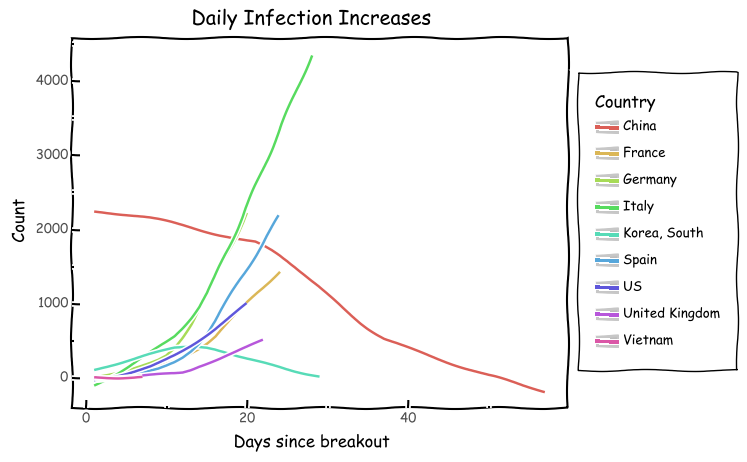 Daily Infection Increases
4000
3000
2000
1000
0
0
20
40
Count
Days since breakout
Country
China
France
Germany
Italy
Korea, South
Spain
US
United Kingdom
Vietnam